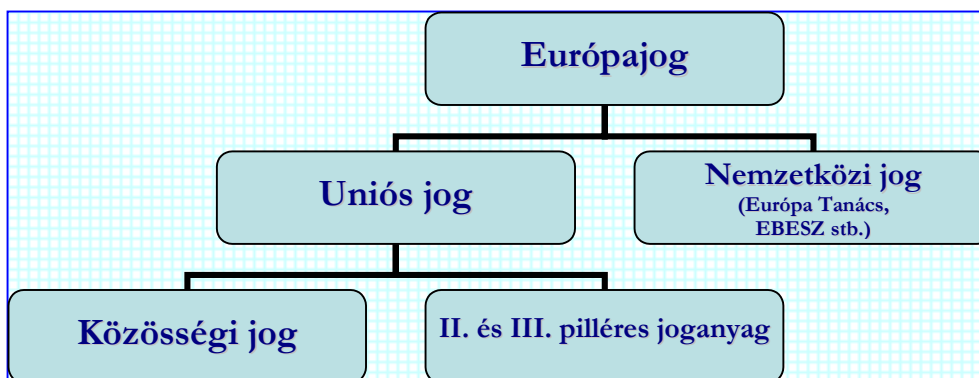 Európajog
Uniós jog
Nemzetközi jog
(Európa Tanács,
EBESZ stb.)
Közösségi jog
II. és III. pilléres joganyag